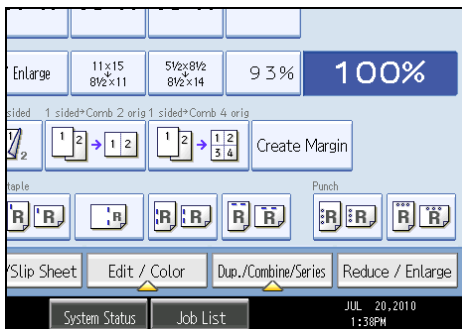 Enlarge
11×15
8½×11
5½×8½
8½×14
93%
100%
sided
1 sided→Comb 2 orig
1 sided→Comb 4 orig
2
1 2 → 1 2
1 2 → 1 2
3 4
Create Margin
Punch
R R
R
R R
R R
R R
R R
/Slip Sheet
Edit / Color
Dup./Combine/Series
Reduce / Enlarge
System Status
Job List
JUL 20,2010
1:38PM